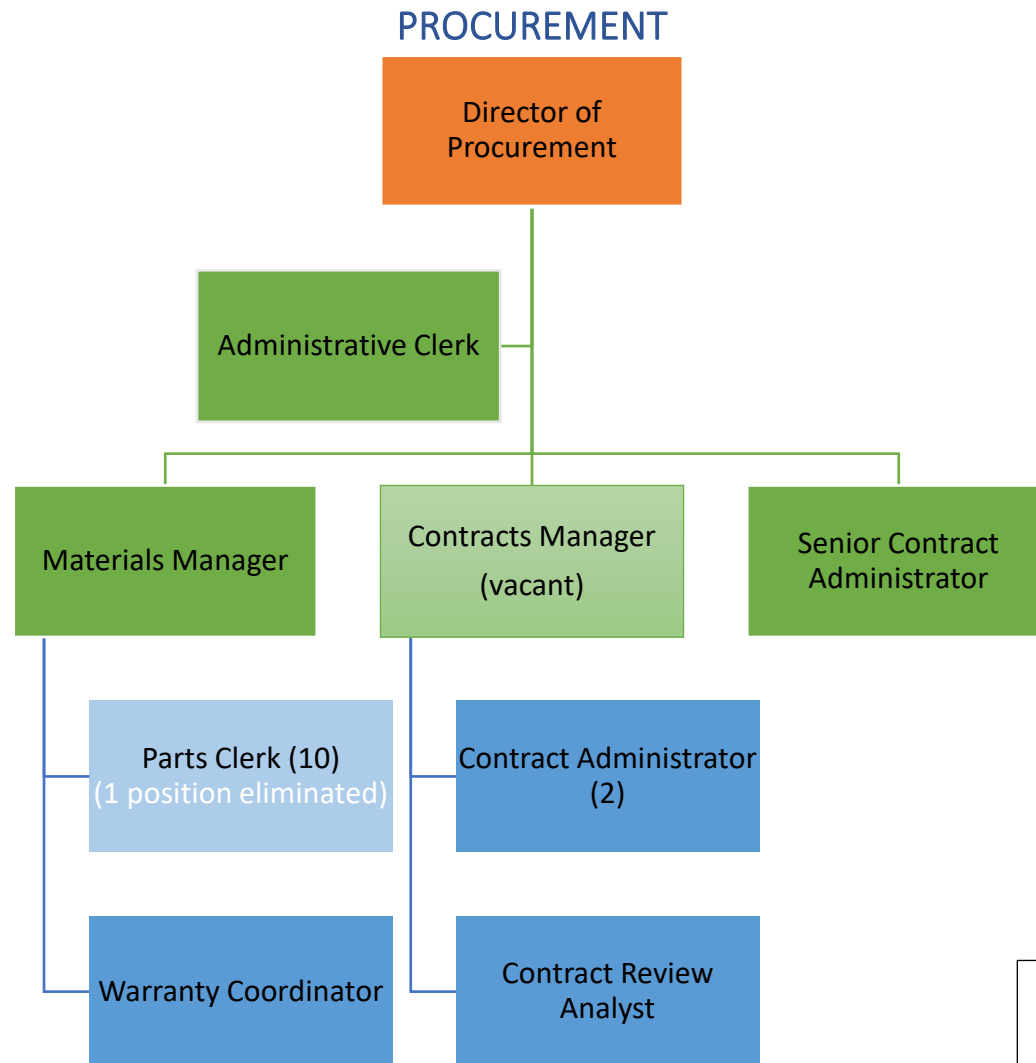 PROCUREMENT
Director of
Procurement
Administrative Clerk
Materials Manager
Contracts Manager
(vacant)
Senior Contract
Administrator
Parts Clerk (10)
(1 position eliminated)
Contract Administrator
(2)
Warranty Coordinator
Contract Review
Analyst